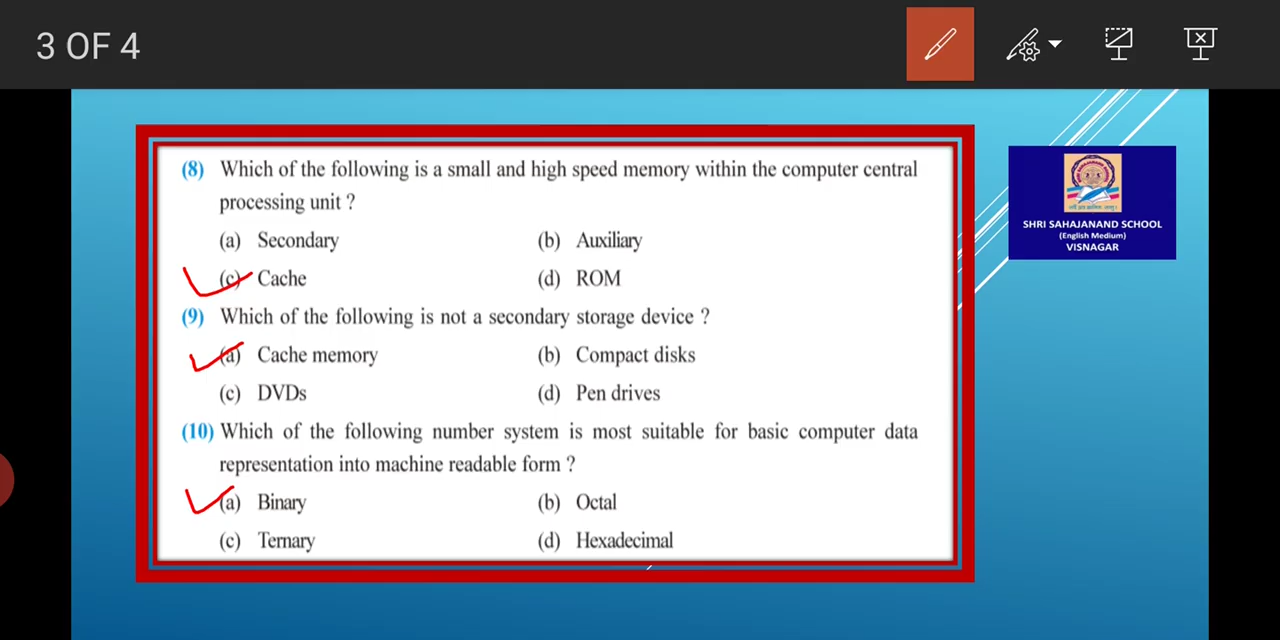 3 OF 4
(8) Which of the following is a small and high speed memory within the computer central
processing unit ?
(a) Secondary (b) Auxiliary
(c) Cache (d) ROM
(9) Which of the following is not a secondary storage device ?
(a) Cache memory (b) Compact disks
(c) DVDs (d) Pen drives
(10) Which of the following number system is most suitable for basic computer data
representation into machine readable form ?
(a) Binary (b) Octal
(c) Ternary (d) Hexadecimal
SHRI SAHAJANAND SCHOOL
(English Medium)
VISNAGAR